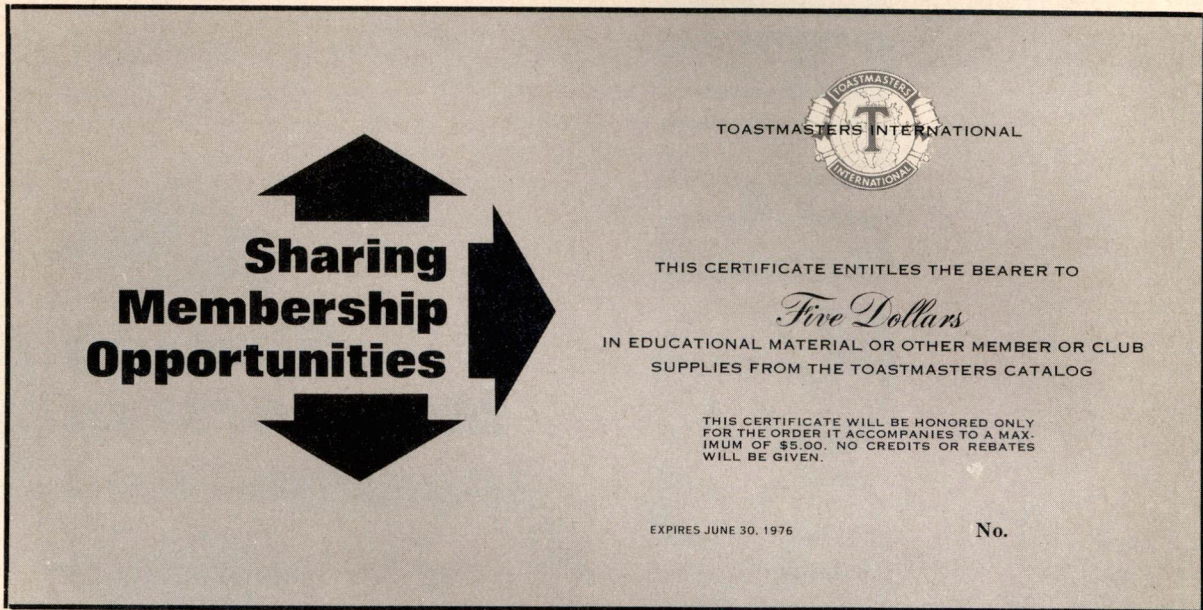 Sharing
Membership
Opportunities
TOASTMASTERS
TOASTMASTERS INTERNATIONAL
T
INTERNATIONAL
THIS CERTIFICATE ENTITLES THE BEARER TO
Five Dollars
IN EDUCATIONAL MATERIAL OR OTHER MEMBER OR CLUB
SUPPLIES FROM THE TOASTMASTERS CATALOG
THIS CERTIFICATE WILL BE HONORED ONLY
FOR THE ORDER IT ACCOMPANIES TO A MAX-
IMUM OF $5.00. NO CREDITS OR REBATES
WILL BE GIVEN.
EXPIRES JUNE 30, 1976
No.